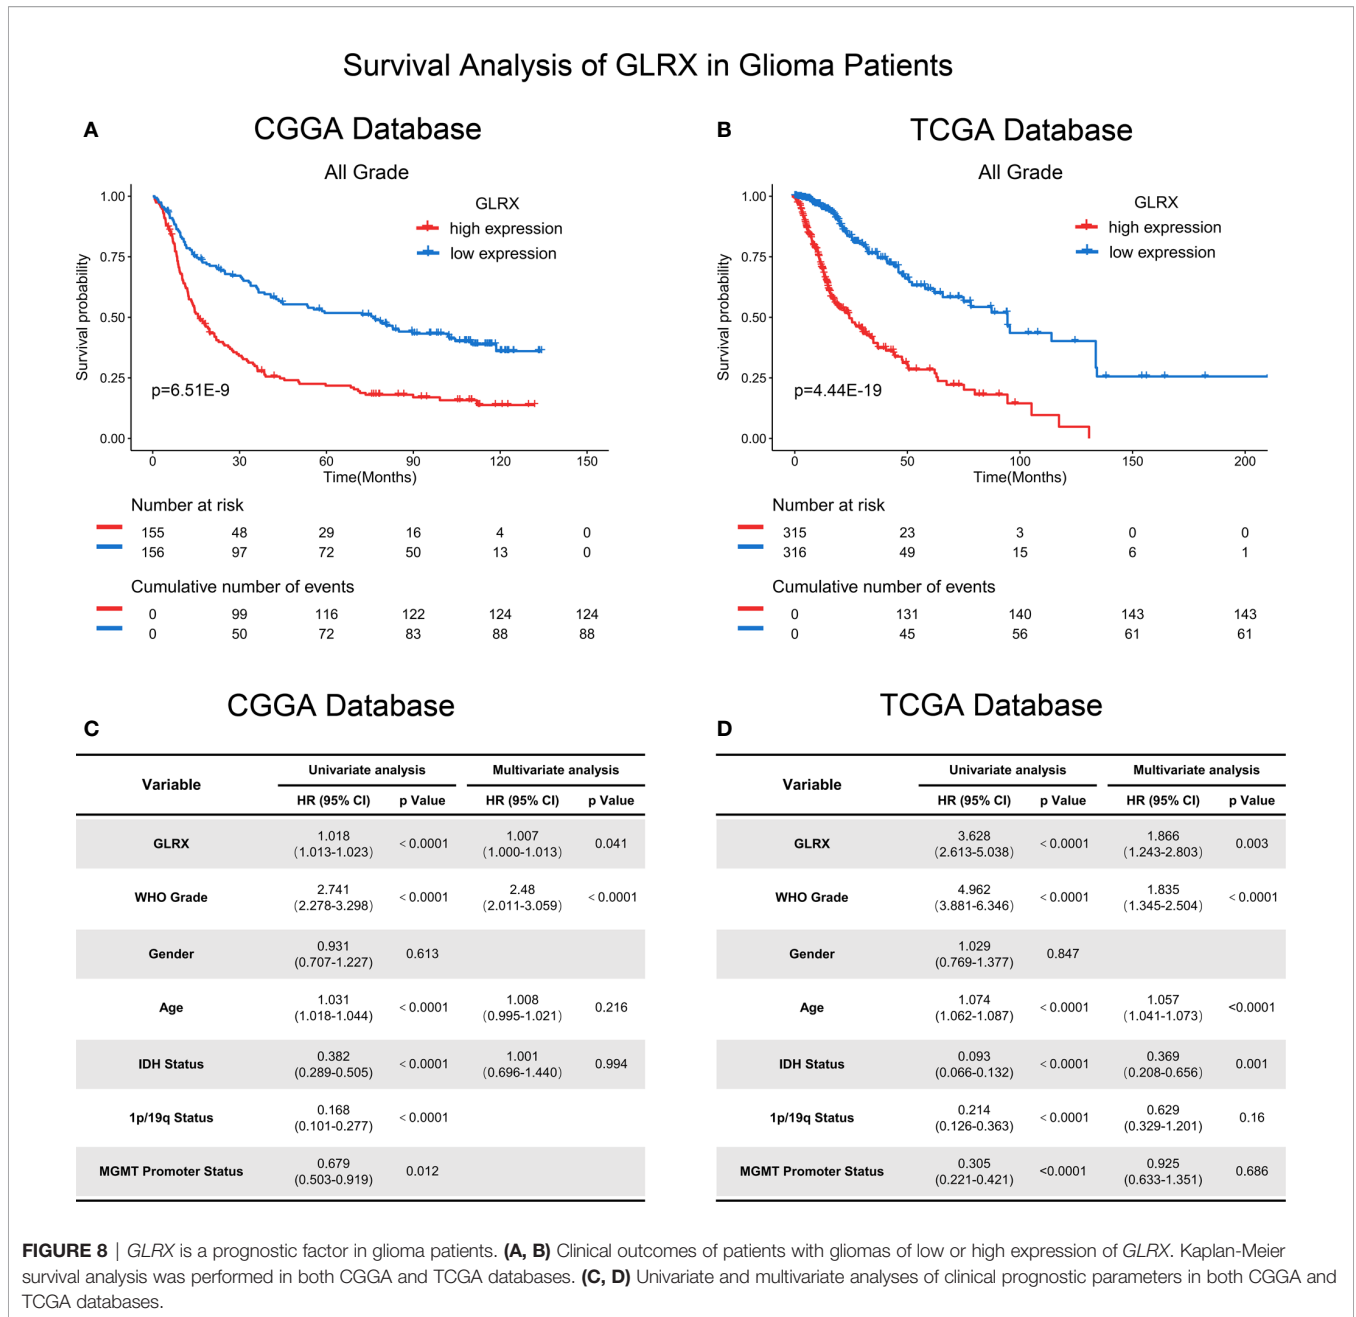 Survival Analysis of GLRX in Glioma Patients
A
CGGA Database
All Grade
GLRX
high expression
low expression
Survival probability
1.00
0.75
0.50
0.25
0.00
p=6.51E-9
0 30 60 90 120 150
Time(Months)
Number at risk
155 48 29 16 4 0
156 97 72 50 13 0
Cumulative number of events
0 99 116 122 124 124
0 50 72 83 88 88
B
TCGA Database
All Grade
GLRX
high expression
low expression
Survival probability
1.00
0.75
0.50
0.25
0.00
p=4.44E-19
0 50 100 150 200
Time(Months)
Number at risk
315 23 3 0 0
316 49 15 6 1
Cumulative number of events
0 131 140 143 143
0 45 56 61 61
C
CGGA Database
Variable
Univariate analysis Multivariate analysis
HR (95% CI) p Value HR (95% CI) p Value
1.018 1.007
GLRX < 0.0001 0.041
(1.013-1.023) (1.000-1.013)
2.741 2.48
WHO Grade < 0.0001 < 0.0001
(2.278-3.298) (2.011-3.059)
0.931
Gender 0.613
(0.707-1.227)
1.031 1.008
Age < 0.0001 0.216
(1.018-1.044) (0.995-1.021)
0.382 1.001
IDH Status < 0.0001 0.994
(0.289-0.505) (0.696-1.440)
0.168
1p/19q Status < 0.0001
(0.101-0.277)
0.679
MGMT Promoter Status 0.012
(0.503-0.919)
D
TCGA Database
Variable
Univariate analysis Multivariate analysis
HR (95% CI) p Value HR (95% CI) p Value
3.628 1.866
GLRX < 0.0001 0.003
(2.613-5.038) (1.243-2.803)
4.962 1.835
WHO Grade < 0.0001 < 0.0001
(3.881-6.346) (1.345-2.504)
1.029
Gender 0.847
(0.769-1.377)
1.074 1.057
Age < 0.0001 <0.0001
(1.062-1.087) (1.041-1.073)
0.093 0.369
IDH Status < 0.0001 0.001
(0.066-0.132) (0.208-0.656)
0.214 0.629
1p/19q Status < 0.0001 0.16
(0.126-0.363) (0.329-1.201)
0.305 0.925
MGMT Promoter Status <0.0001 0.686
(0.221-0.421) (0.633-1.351)
FIGURE 8 | GLRX is a prognostic factor in glioma patients. (A, B) Clinical outcomes of patients with gliomas of low or high expression of GLRX. Kaplan-Meier
survival analysis was performed in both CGGA and TCGA databases. (C, D) Univariate and multivariate analyses of clinical prognostic parameters in both CGGA and
TCGA databases.